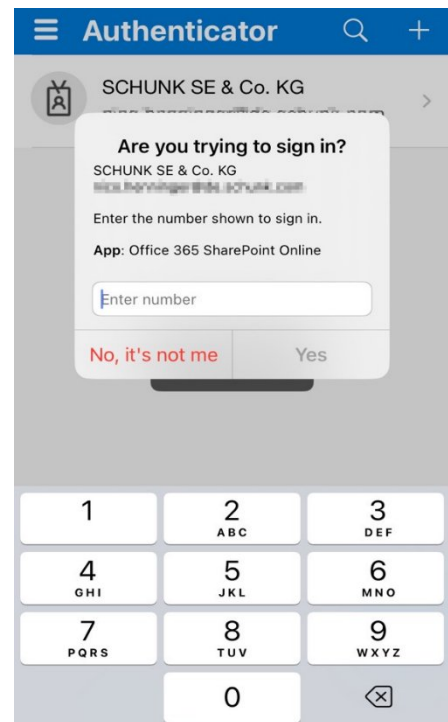 Authenticator
SCHUNK SE & Co. KG
Are you trying to sign in?
SCHUNK SE & Co. KG
Enter the number shown to sign in.
App: Office 365 SharePoint Online
Enter number
No, it's not me
Yes
1
2
3
ABC
DEF
4
5
6
GHI
JKL
MNO
7
8
9
PQRS
TUV
WXYZ
0